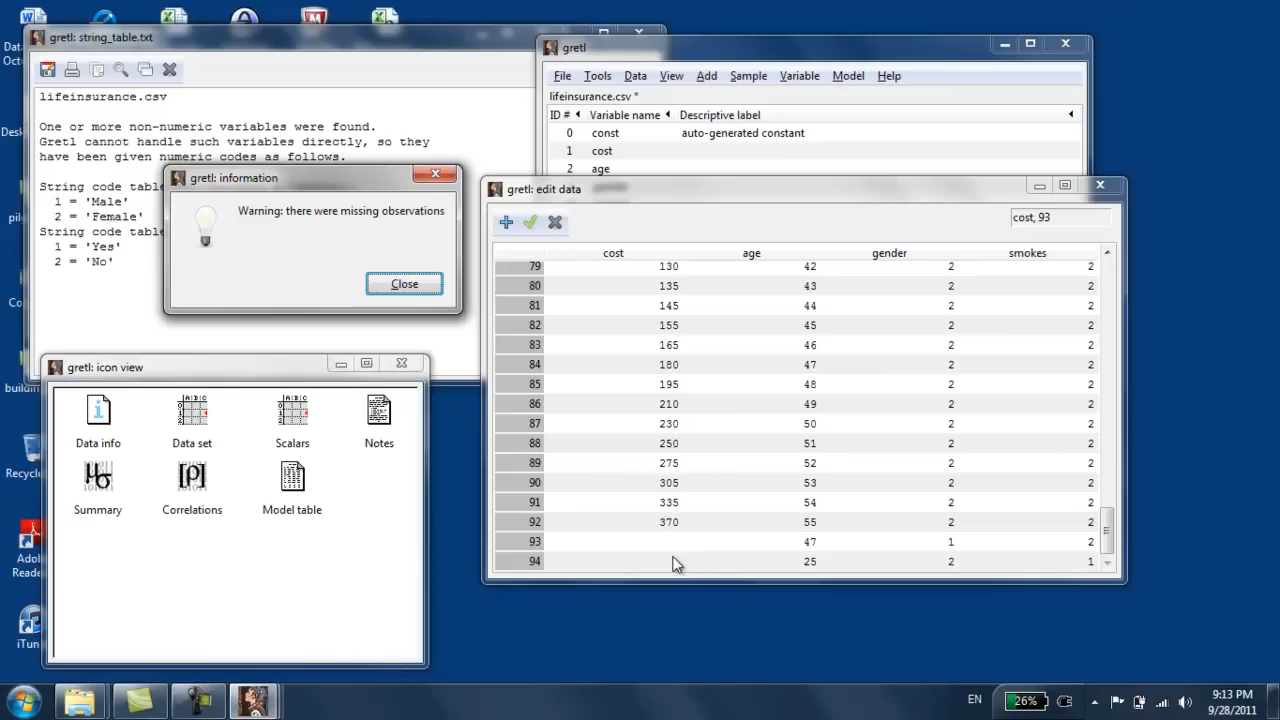 gretl: string_table.txt
lifeinsurance.csv
One or more non-numeric variables were found.
Gretl cannot handle such variables directly, so they
have been given numeric codes as follows.
String code table
1 = 'Male'
2 = 'Female'
String code table
1 = 'Yes'
2 = 'No'
gretl: information
Warning: there were missing observations
Close
gretl
File Tools Data View Add Sample Variable Model Help
lifeinsurance.csv *
ID # Variable name Descriptive label
0 const auto-generated constant
1 cost
2 age
gretl: edit data
cost, 93
cost age gender smokes
79 130 42 2 2
80 135 43 2 2
81 145 44 2 2
82 155 45 2 2
83 165 46 2 2
84 180 47 2 2
85 195 48 2 2
86 210 49 2 2
87 230 50 2 2
88 250 51 2 2
89 275 52 2 2
90 305 53 2 2
91 335 54 2 2
92 370 55 2 2
93 47 1 2
94 25 2 1
gretl: icon view
Data info Data set Scalars Notes
Summary Correlations Model table
Recycle
Adob
Reade
iTun
EN
26%
9:13 PM
9/28/2011